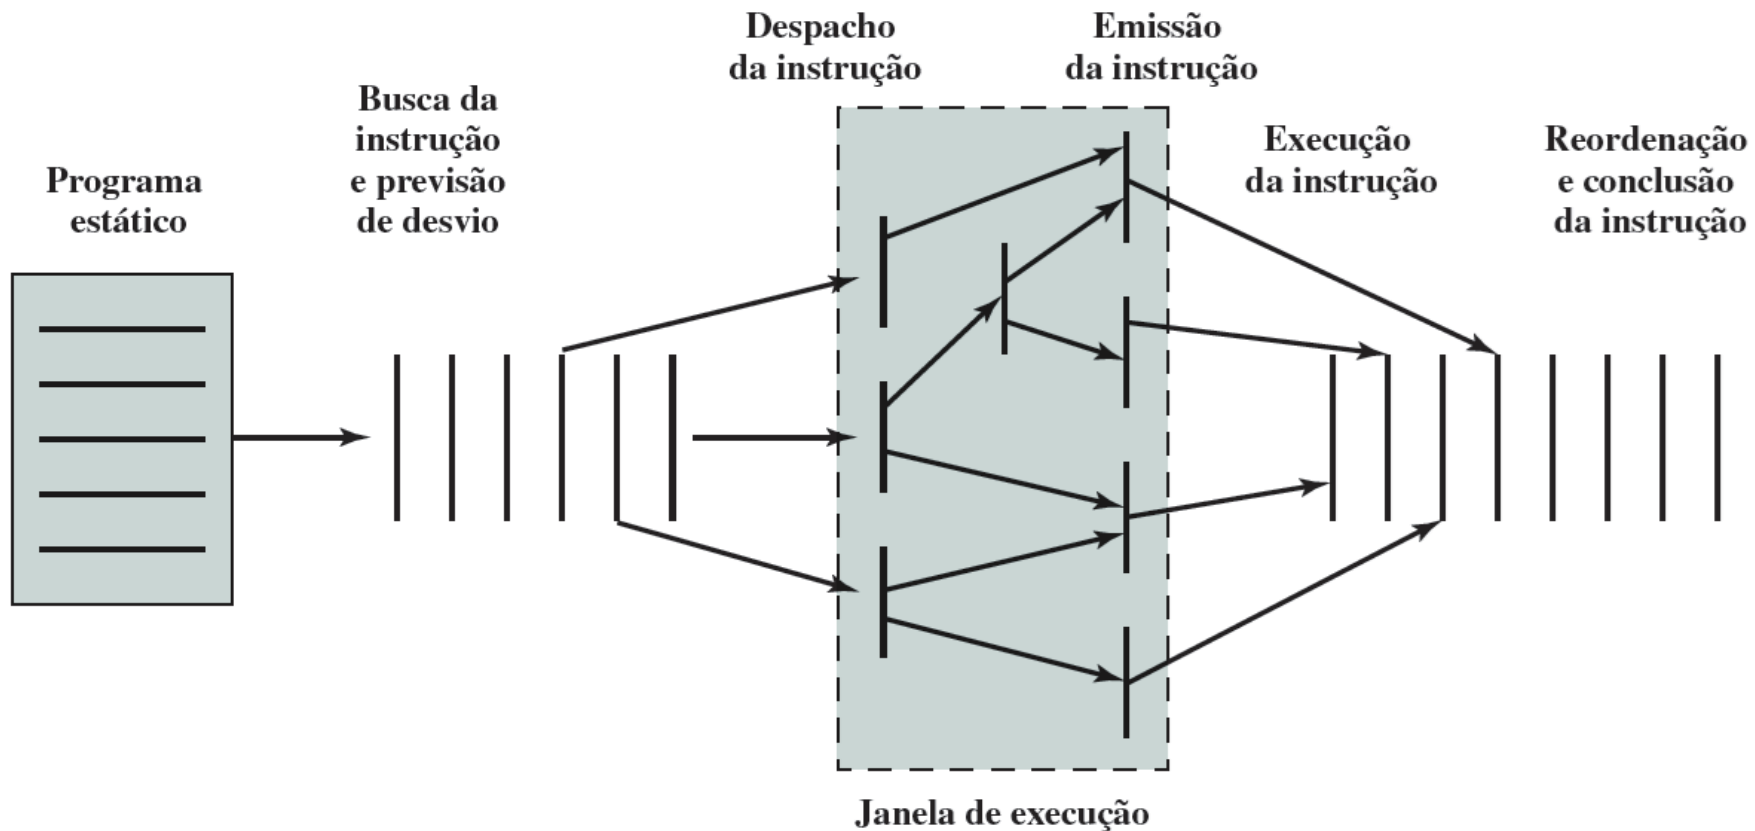 Programa
estático
Busca da
instrução
e previsão
de desvio
Despacho
da instrução
Emissão
da instrução
Execução
da instrução
Reordenação
e conclusão
da instrução
Janela de execução